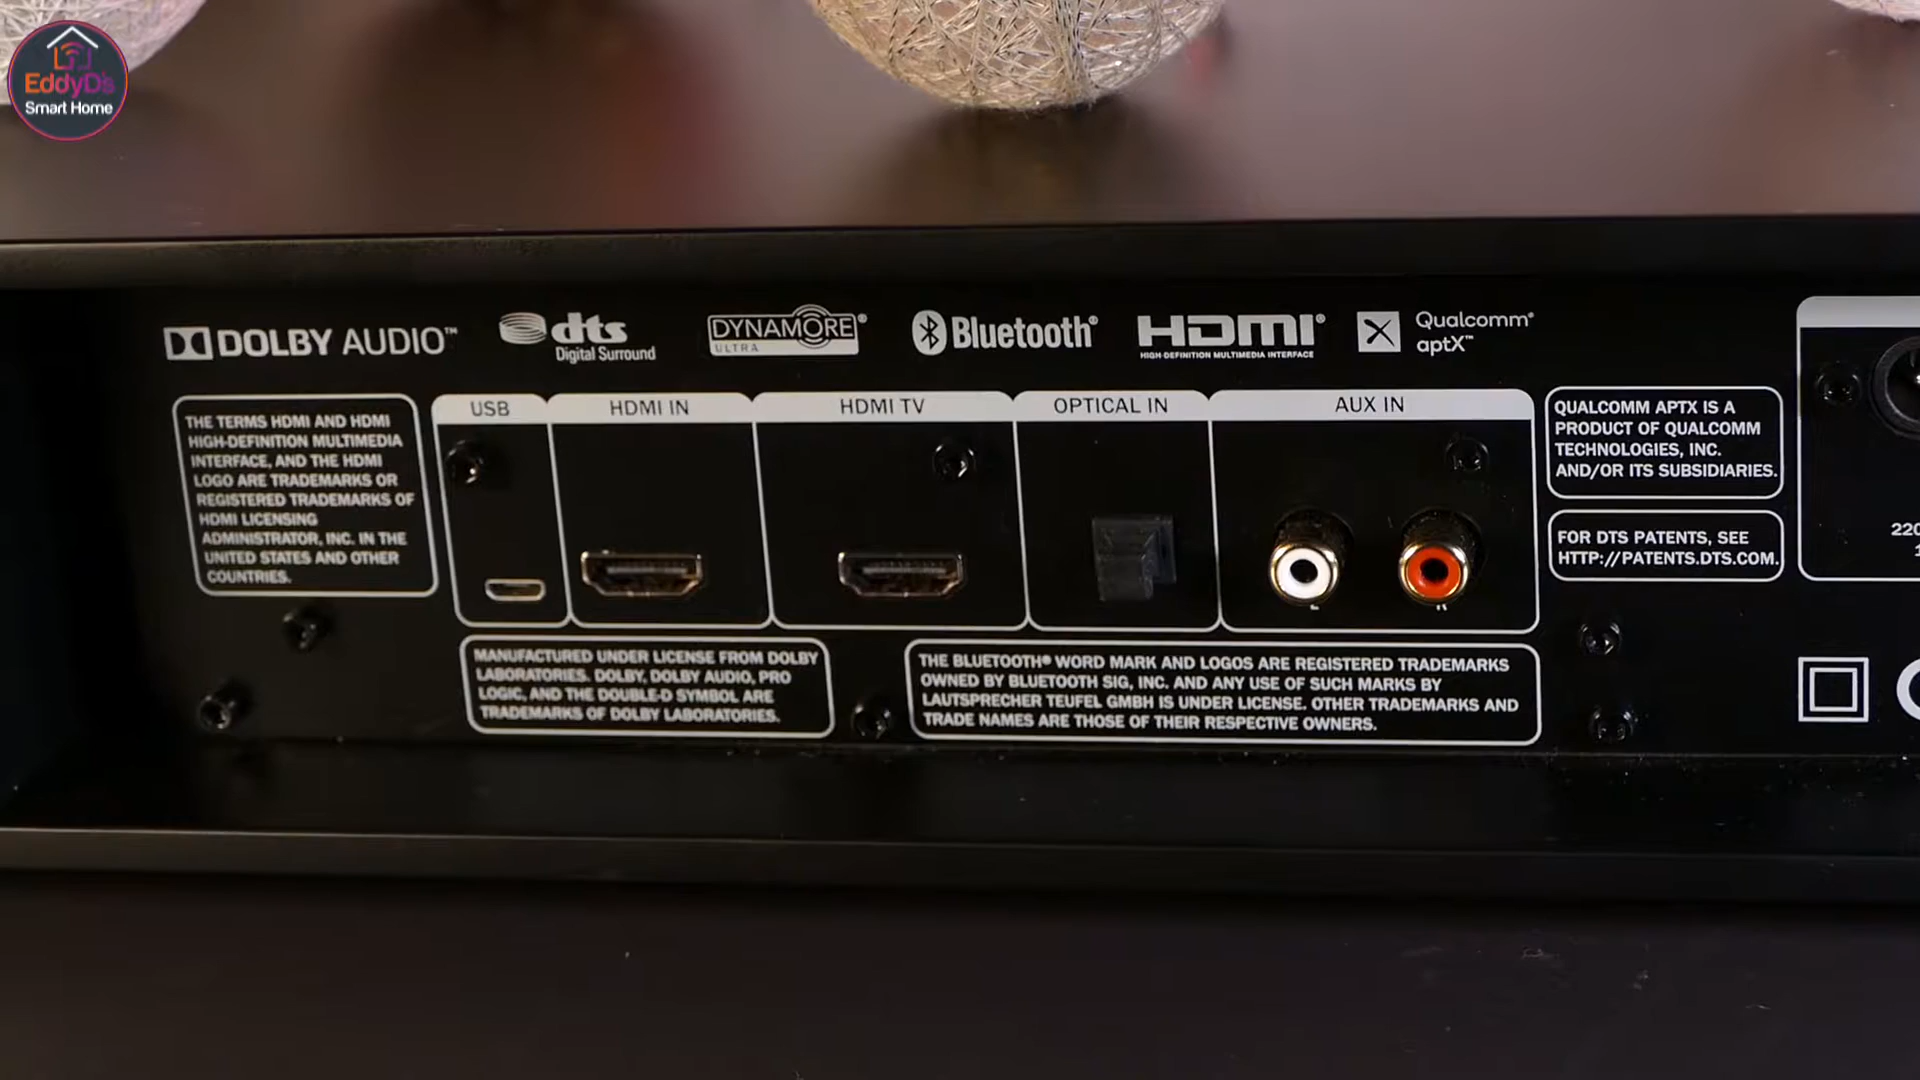 EddyD's
Smart Home
DOLBY AUDIO™
dts
Digital Surround
DYNAMORE®
ULTRA
Bluetooth®
HDMI®
HIGH-DEFINITION MULTIMEDIA INTERFACE
Qualcomm®
aptX™
THE TERMS HDMI AND HDMI
HIGH-DEFINITION MULTIMEDIA
INTERFACE, AND THE HDMI
LOGO ARE TRADEMARKS OR
REGISTERED TRADEMARKS OF
HDMI LICENSING
ADMINISTRATOR, INC. IN THE
UNITED STATES AND OTHER
COUNTRIES.
USB
HDMI IN
HDMI TV
OPTICAL IN
AUX IN
QUALCOMM APTX IS A
PRODUCT OF QUALCOMM
TECHNOLOGIES, INC.
AND/OR ITS SUBSIDIARIES.
FOR DTS PATENTS, SEE
HTTP://PATENTS.DTS.COM.
MANUFACTURED UNDER LICENSE FROM DOLBY
LABORATORIES. DOLBY, DOLBY AUDIO, PRO
LOGIC, AND THE DOUBLE-D SYMBOL ARE
TRADEMARKS OF DOLBY LABORATORIES.
THE BLUETOOTH® WORD MARK AND LOGOS ARE REGISTERED TRADEMARKS
OWNED BY BLUETOOTH SIG, INC. AND ANY USE OF SUCH MARKS BY
LAUTSPRECHER TEUFEL GMBH IS UNDER LICENSE. OTHER TRADEMARKS AND
TRADE NAMES ARE THOSE OF THEIR RESPECTIVE OWNERS.